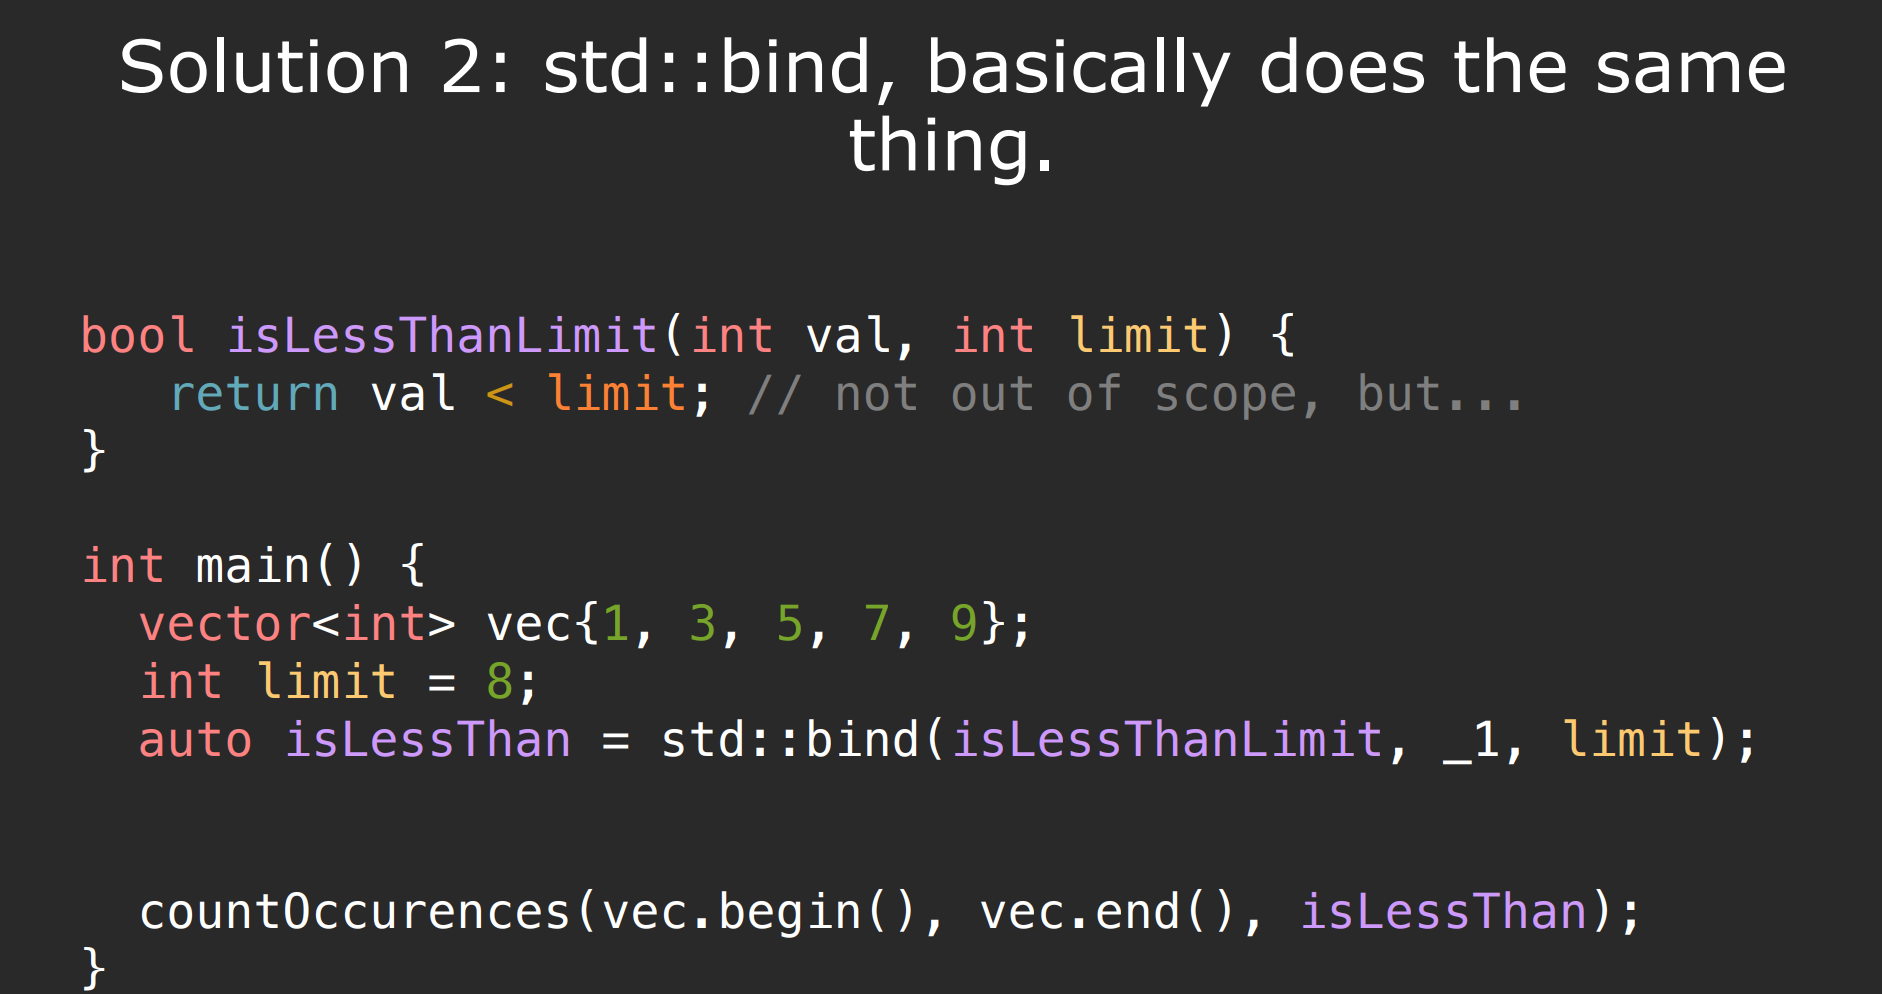 Solution 2: std::bind, basically does the same
thing.
bool isLessThanLimit(int val, int limit) {
   return val < limit; // not out of scope, but...
}
int main() {
  vector<int> vec{1, 3, 5, 7, 9};
  int limit = 8;
  auto isLessThan = std::bind(isLessThanLimit, _1, limit);
  countOccurences(vec.begin(), vec.end(), isLessThan);
}